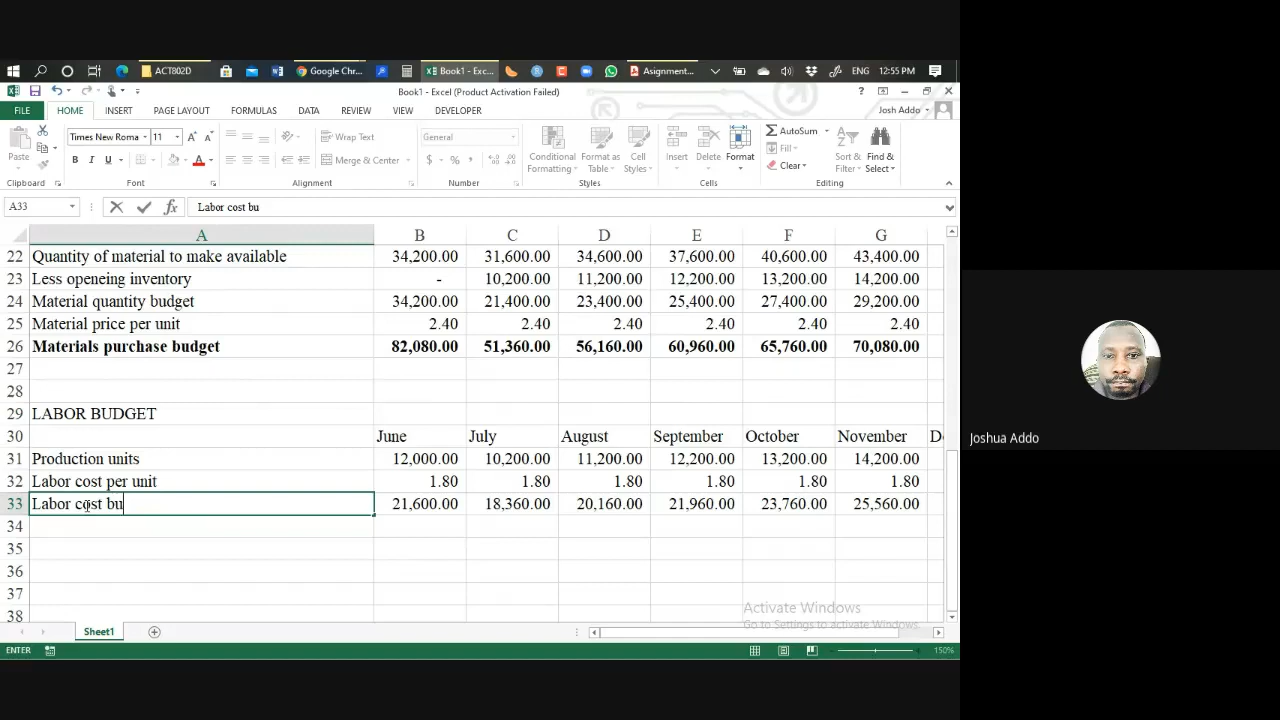 ACT802D
Google Chr...
Book1 - Exc...
Asignment...
ENG
12:55 PM
Book1 - Excel (Product Activation Failed)
FILE HOME INSERT PAGE LAYOUT FORMULAS DATA REVIEW VIEW DEVELOPER
Josh Addo
Paste
Times New Roma
11
Wrap Text
Merge & Center
General
Conditional Formatting
Format as Table
Cell Styles
Insert
Delete
Format
AutoSum
Fill
Clear
Sort & Filter
Find & Select
Clipboard Font Alignment Number Styles Cells Editing
A33
Labor cost bu
A B C D E F G
22 Quantity of material to make available 34,200.00 31,600.00 34,600.00 37,600.00 40,600.00 43,400.00
23 Less openeing inventory - 10,200.00 11,200.00 12,200.00 13,200.00 14,200.00
24 Material quantity budget 34,200.00 21,400.00 23,400.00 25,400.00 27,400.00 29,200.00
25 Material price per unit 2.40 2.40 2.40 2.40 2.40 2.40
26 Materials purchase budget 82,080.00 51,360.00 56,160.00 60,960.00 65,760.00 70,080.00
27
28
29 LABOR BUDGET
30 June July August September October November D
31 Production units 12,000.00 10,200.00 11,200.00 12,200.00 13,200.00 14,200.00
32 Labor cost per unit 1.80 1.80 1.80 1.80 1.80 1.80
33 Labor cost bu 21,600.00 18,360.00 20,160.00 21,960.00 23,760.00 25,560.00
34
35
36
37
38
Activate Windows
Go to Settings to activate Windows.
Sheet1
ENTER
150%
Joshua Addo